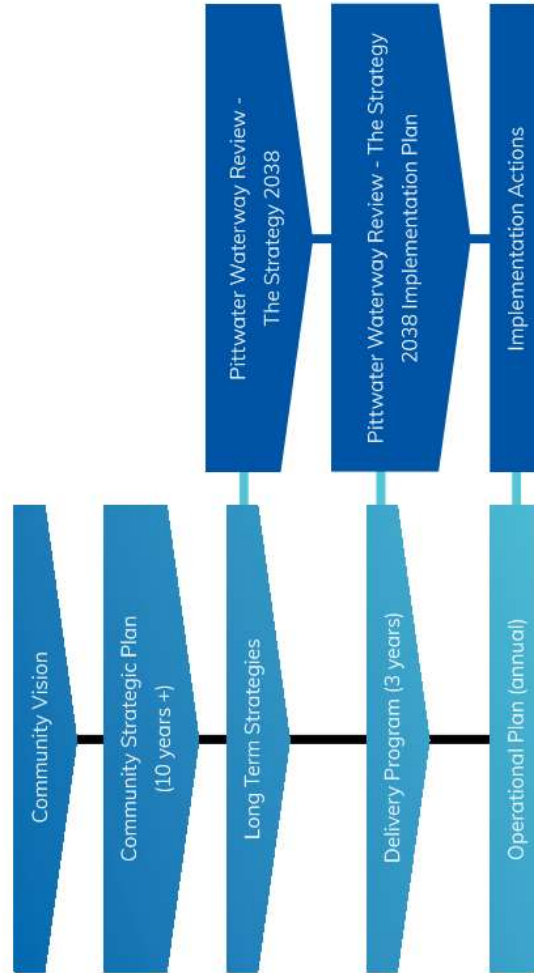 Community Vision
Community Strategic Plan
(10 years +)
Long Term Strategies
Delivery Program (3 years)
Operational Plan (annual)
Pittwater Waterway Review -
The Strategy 2038
Pittwater Waterway Review - The Strategy
2038 Implementation Plan
Implementation Actions